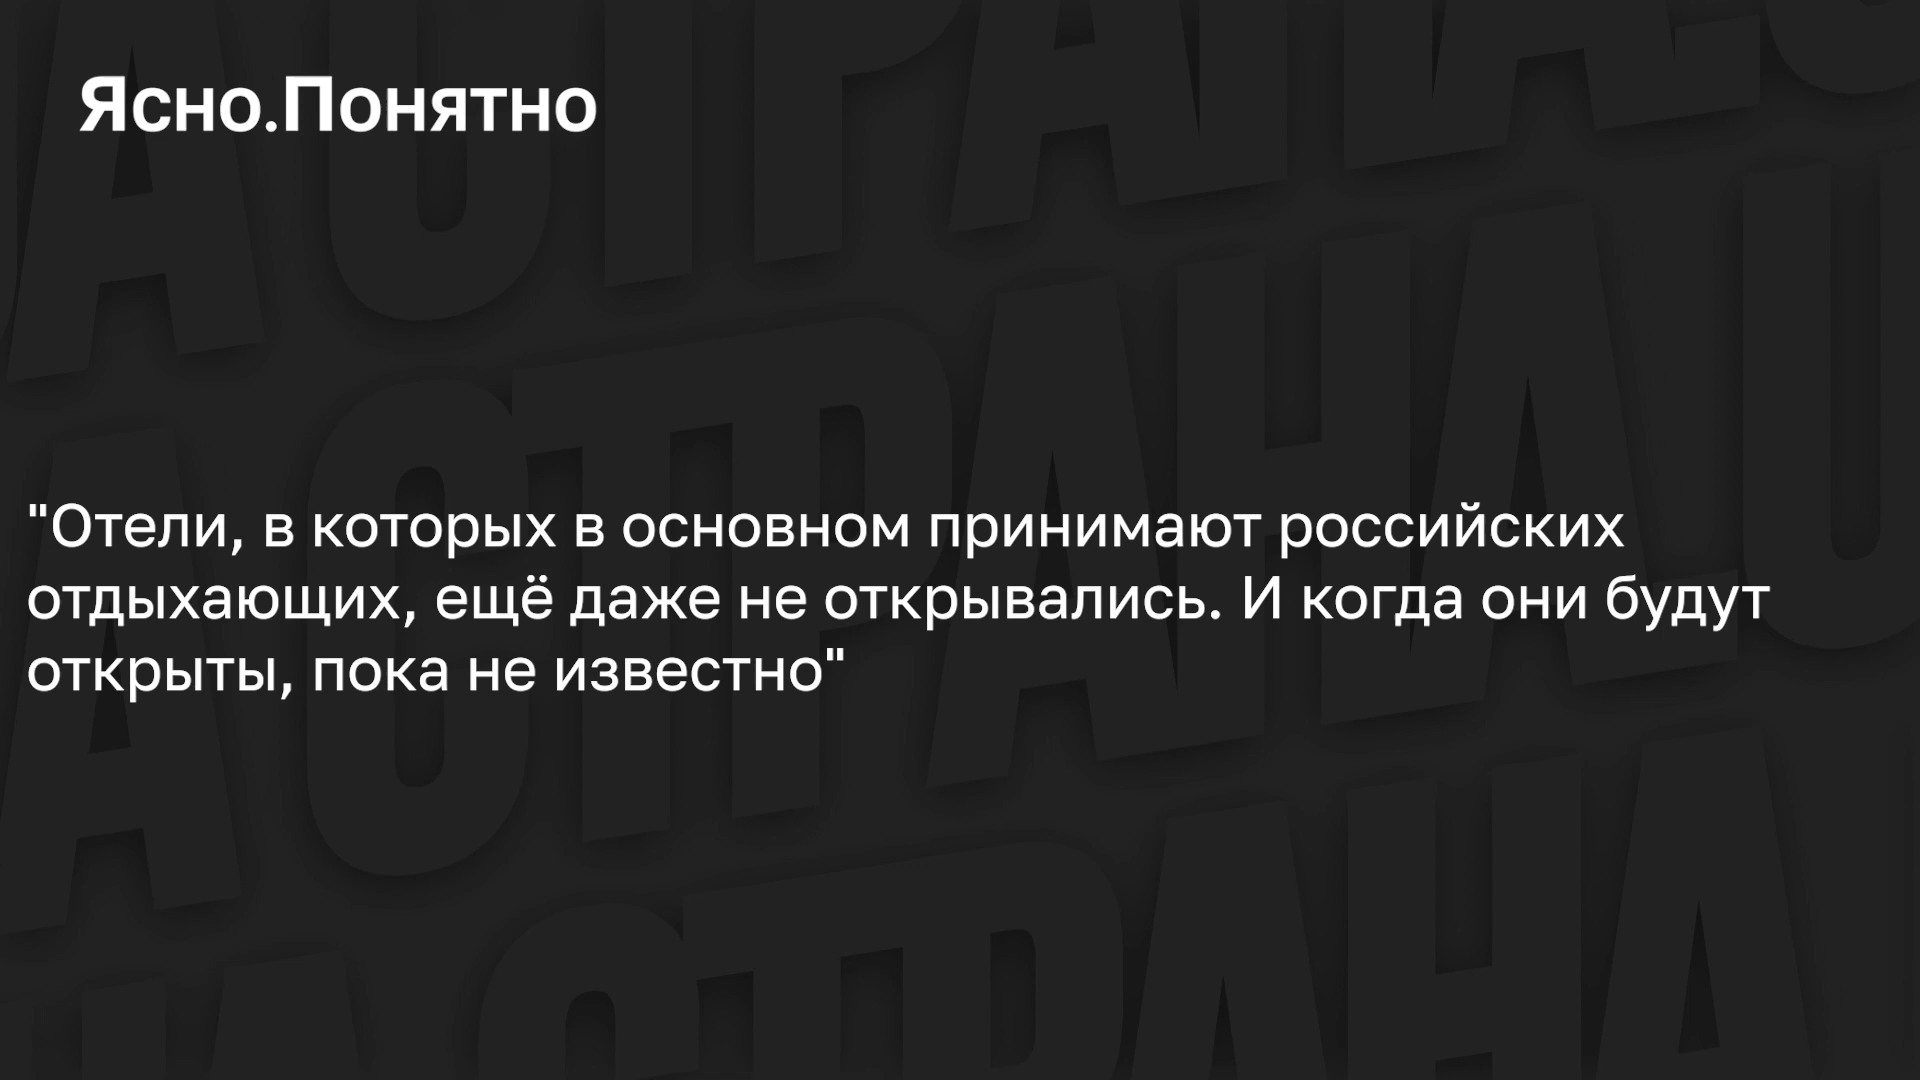 Ясно.Понятно
"Отели, в которых в основном принимают российских
отдыхающих, ещё даже не открывались. И когда они будут
открыты, пока не известно"